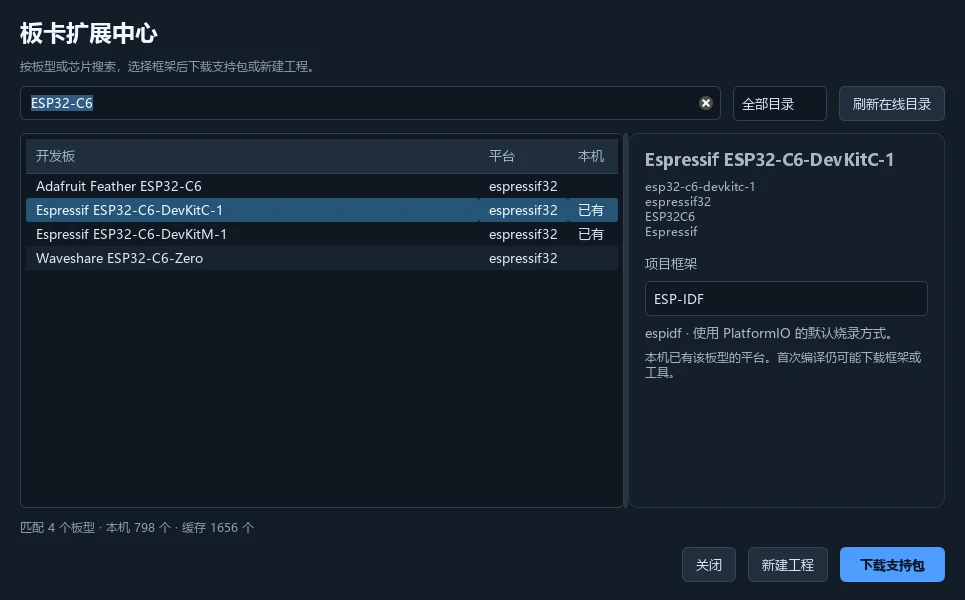 板卡扩展中心
按板型或芯片搜索，选择框架后下载支持包或新建工程。
ESP32-C6
全部目录
刷新在线目录
开发板 平台 本机
Adafruit Feather ESP32-C6 espressif32
Espressif ESP32-C6-DevKitC-1 espressif32 已有
Espressif ESP32-C6-DevKitM-1 espressif32 已有
Waveshare ESP32-C6-Zero espressif32
Espressif ESP32-C6-DevKitC-1
esp32-c6-devkitc-1
espressif32
ESP32C6
Espressif
项目框架
ESP-IDF
espidf · 使用 PlatformIO 的默认烧录方式。
本机已有该板型的平台。首次编译仍可能下载框架或
工具。
匹配 4 个板型 · 本机 798 个 · 缓存 1656 个
关闭
新建工程
下载支持包